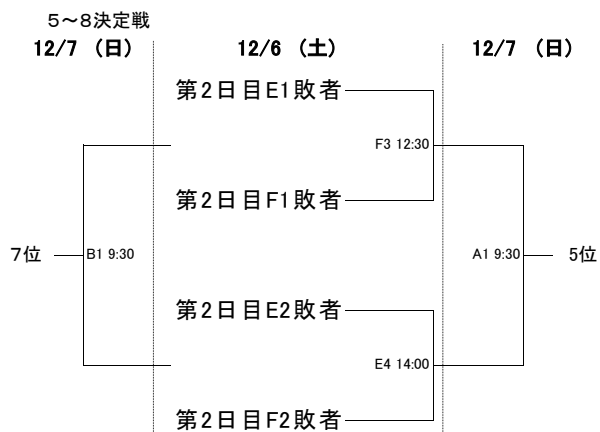 ５～８決定戦
12/7 （日） 12/6 （土） 12/7 （日）
第2日目E1敗者
F3 12:30
第2日目F1敗者
７位 B1 9:30 A1 9:30 5位
第2日目E2敗者
E4 14:00
第2日目F2敗者